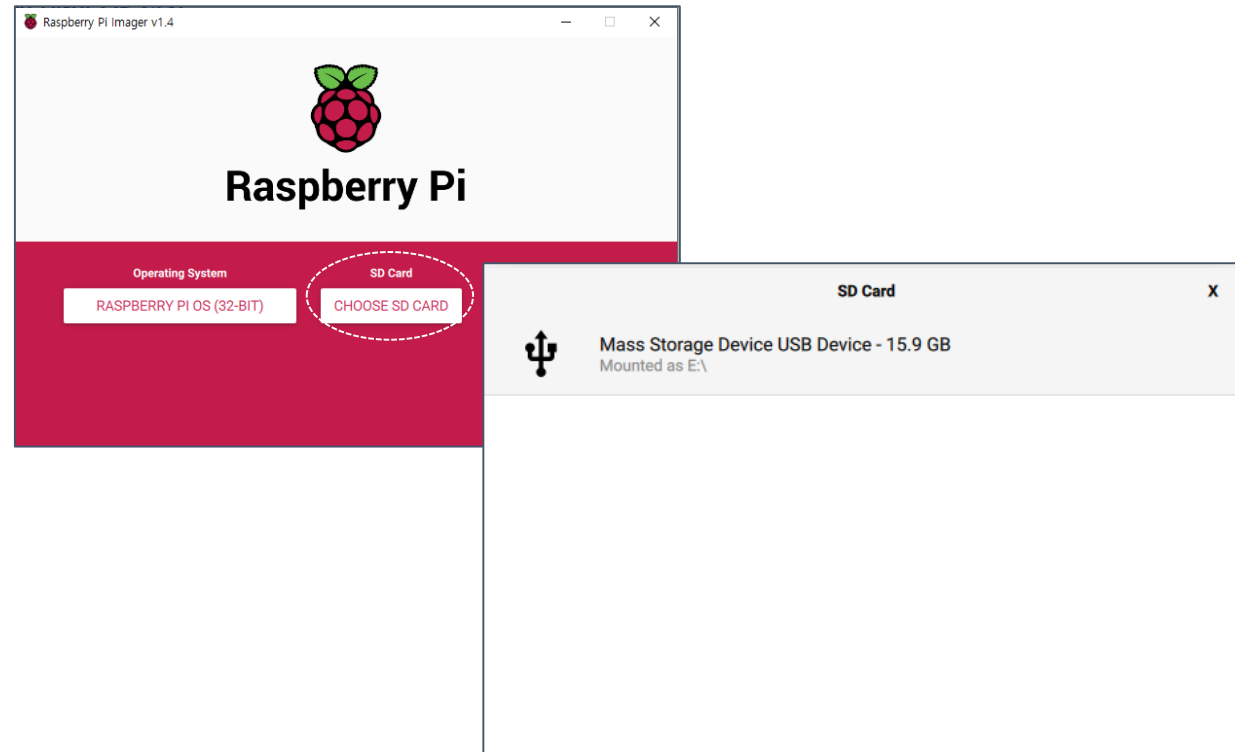 Raspberry Pi Imager v1.4
Raspberry Pi
Operating System
SD Card
RASPBERRY PI OS (32-BIT)
CHOOSE SD CARD
SD Card
X
Mass Storage Device USB Device - 15.9 GB
Mounted as E:\